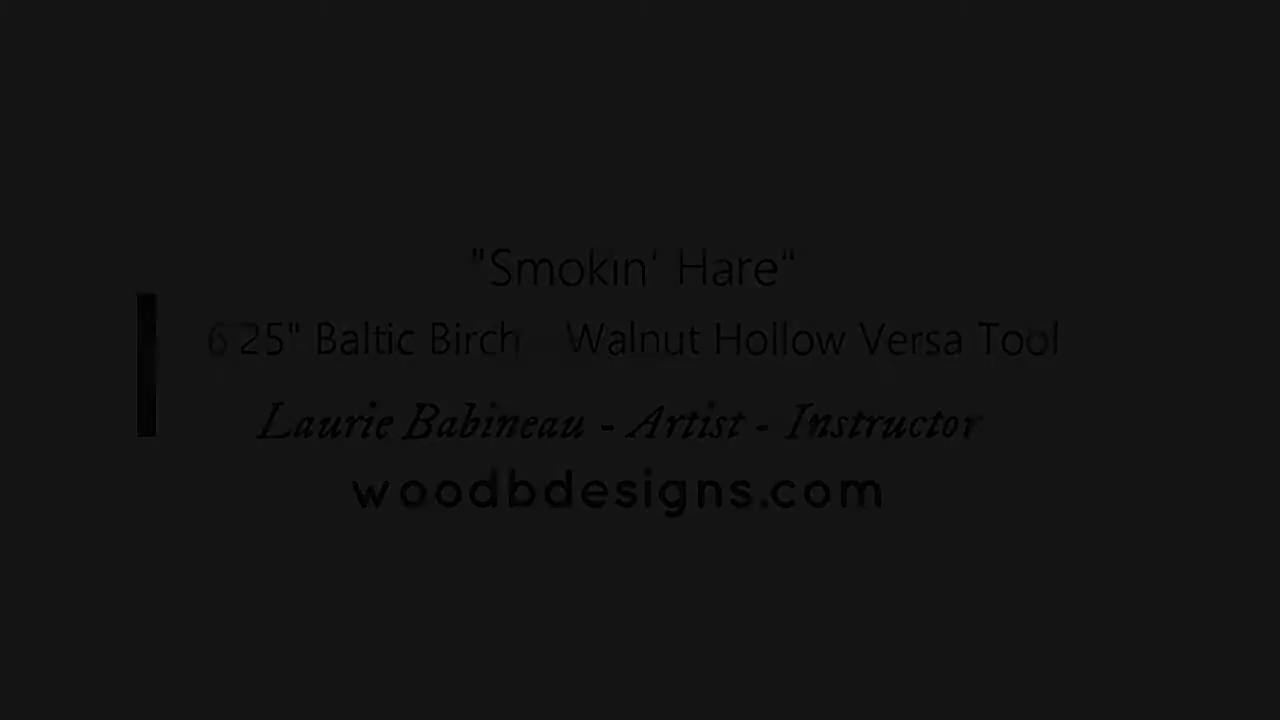 "Smokin' Hare"
6.25" Baltic Birch Walnut Hollow Versa Tool
Laurie Babineau - Artist - Instructor
woodbdesigns.com